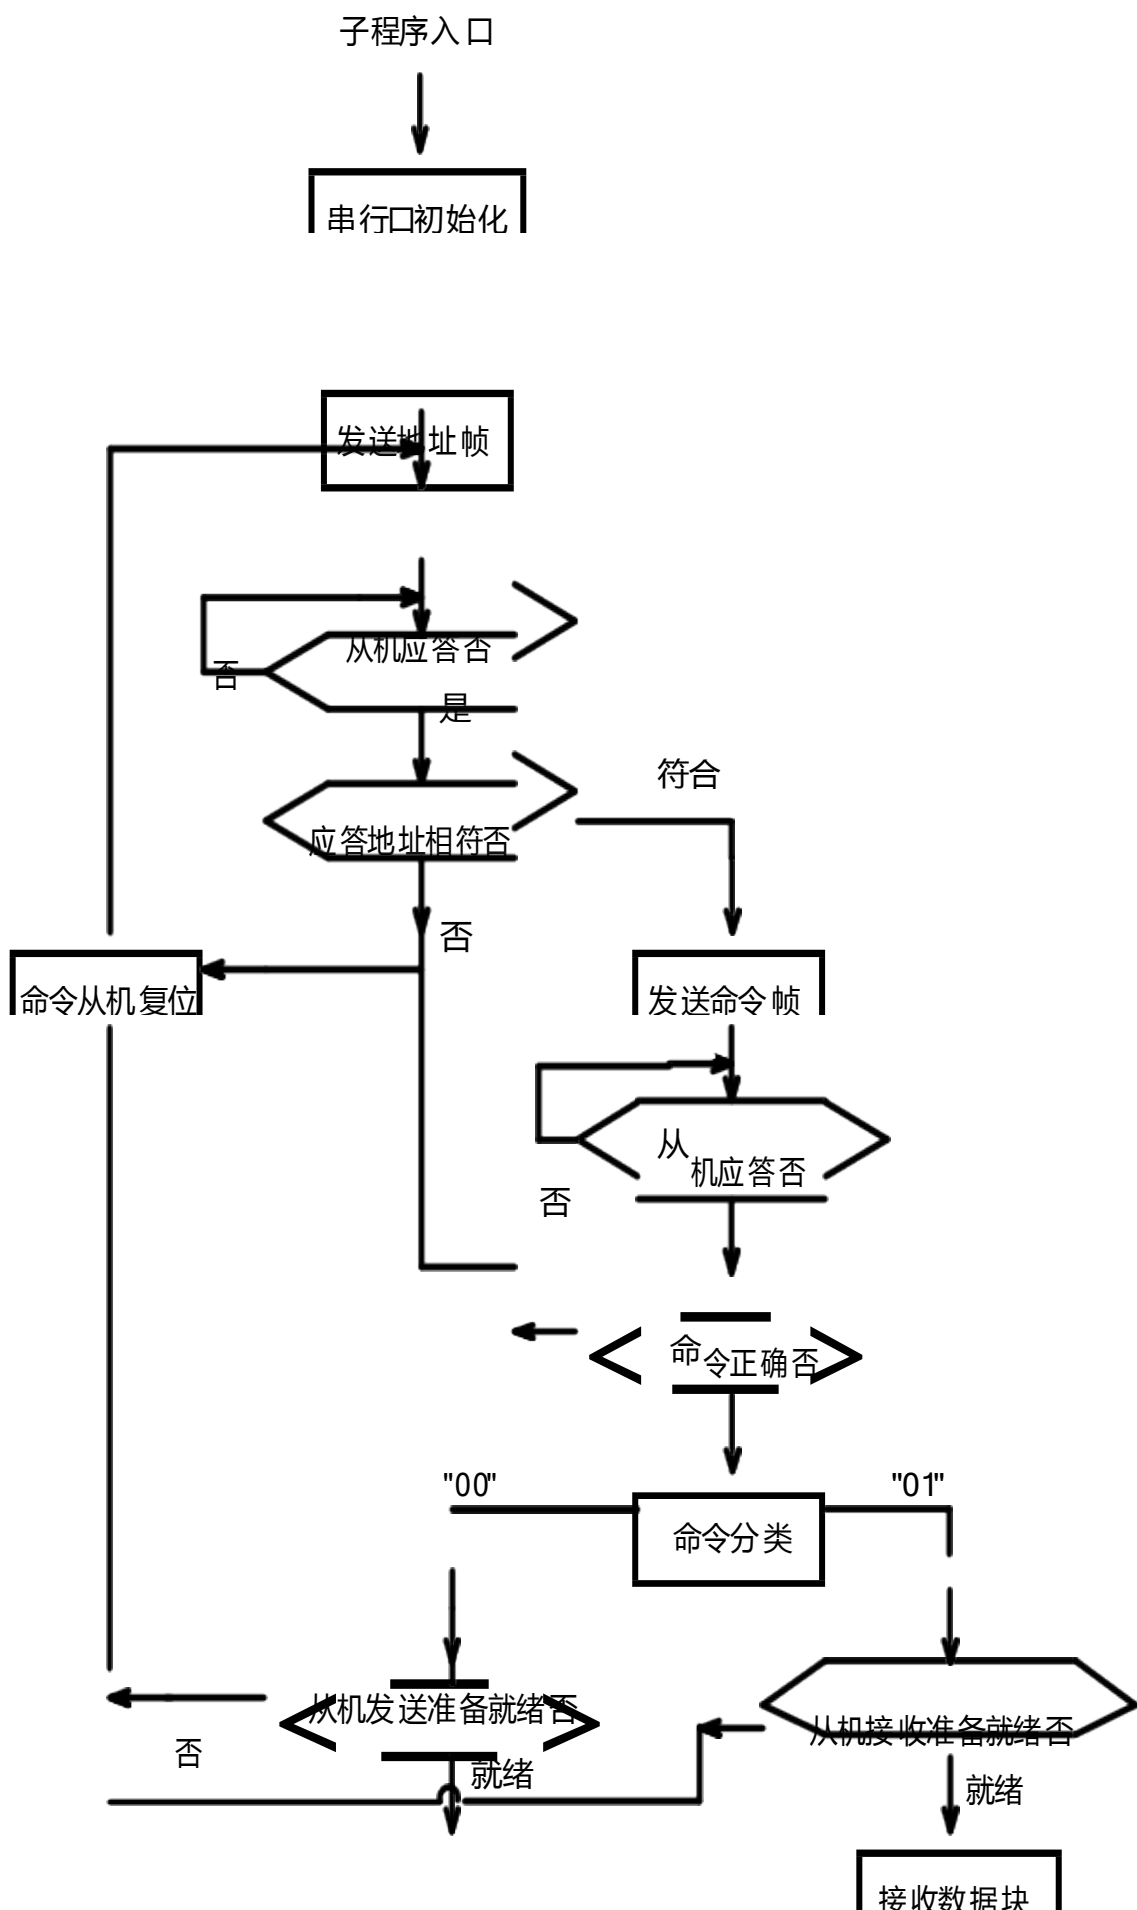 子程序入口
串行口初始化
发送地址帧
从机应答否
否
是
符合
应答地址相符否
否
命令从机复位
发送命令帧
从机应答否
否
命令正确否
"00"
"01"
命令分类
从机发送准备就绪否
从机接收准备就绪否
否
就绪
就绪
接收数据块